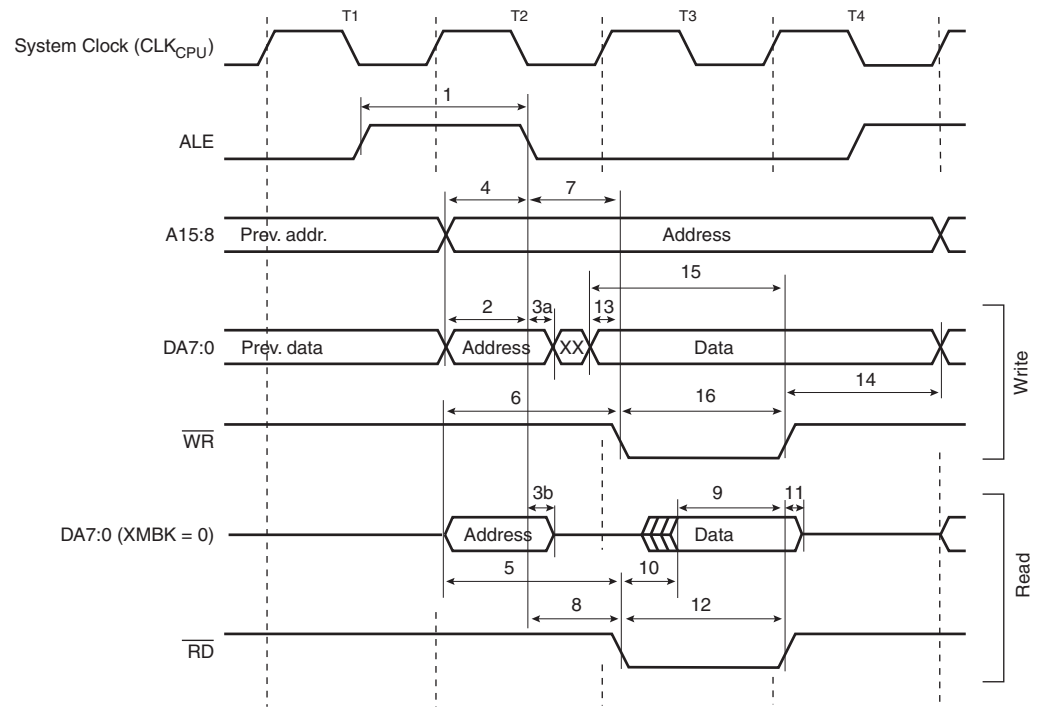 T1 T2 T3 T4
System Clock (CLKCPU)
1
ALE
4 7
A15:8 Prev. addr. Address
15
2 3a 13
DA7:0 Prev. data Address XX Data
14
6 16
WR
Write
3b 9 11
DA7:0 (XMBK = 0) Address Data
5 10
8 12
RD
Read